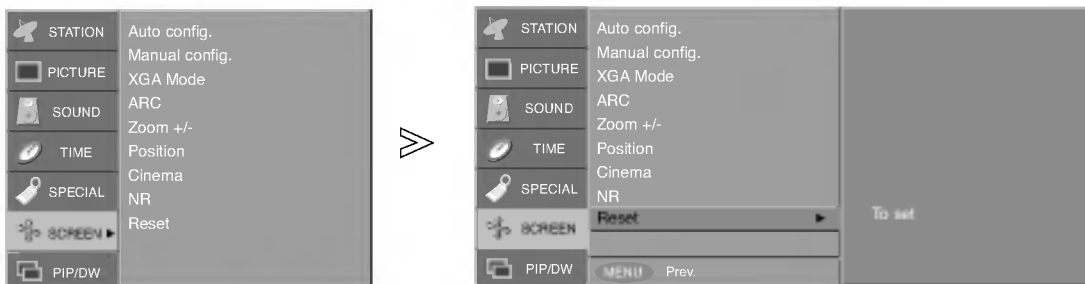 STATION
PICTURE
SOUND
TIME
SPECIAL
SCREEN
PIP/DW
Auto config.
Manual config.
XGA Mode
ARC
Zoom +/-
Position
Cinema
NR
Reset
STATION
PICTURE
SOUND
TIME
SPECIAL
SCREEN
PIP/DW
Auto config.
Manual config.
XGA Mode
ARC
Zoom +/-
Position
Cinema
NR
Reset
MENU Prev.
To set